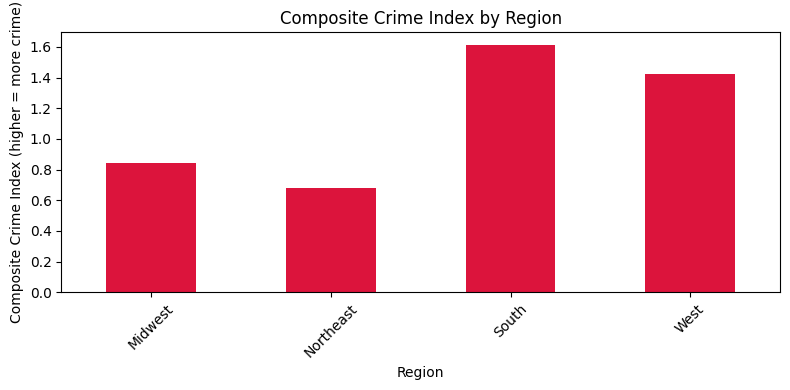 Composite Crime Index by Region
Composite Crime Index (higher = more crime)
1.6
1.4
1.2
1.0
0.8
0.6
0.4
0.2
0.0
Midwest
Northeast
South
West
Region